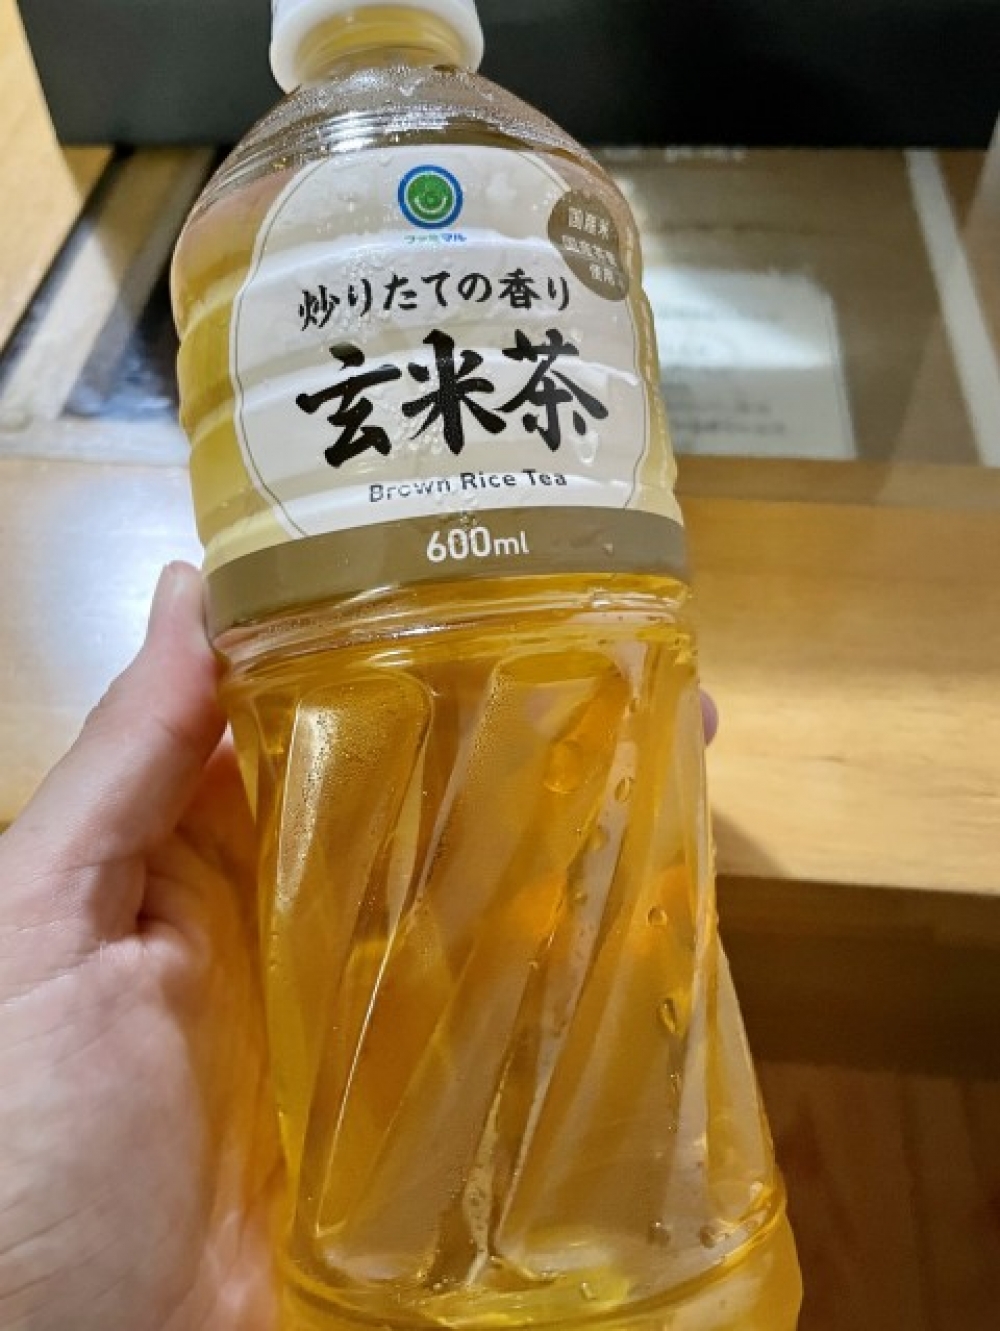 ファミマル
国産米
国産茶葉
使用
炒りたての香り
玄米茶
Brown Rice Tea
600ml